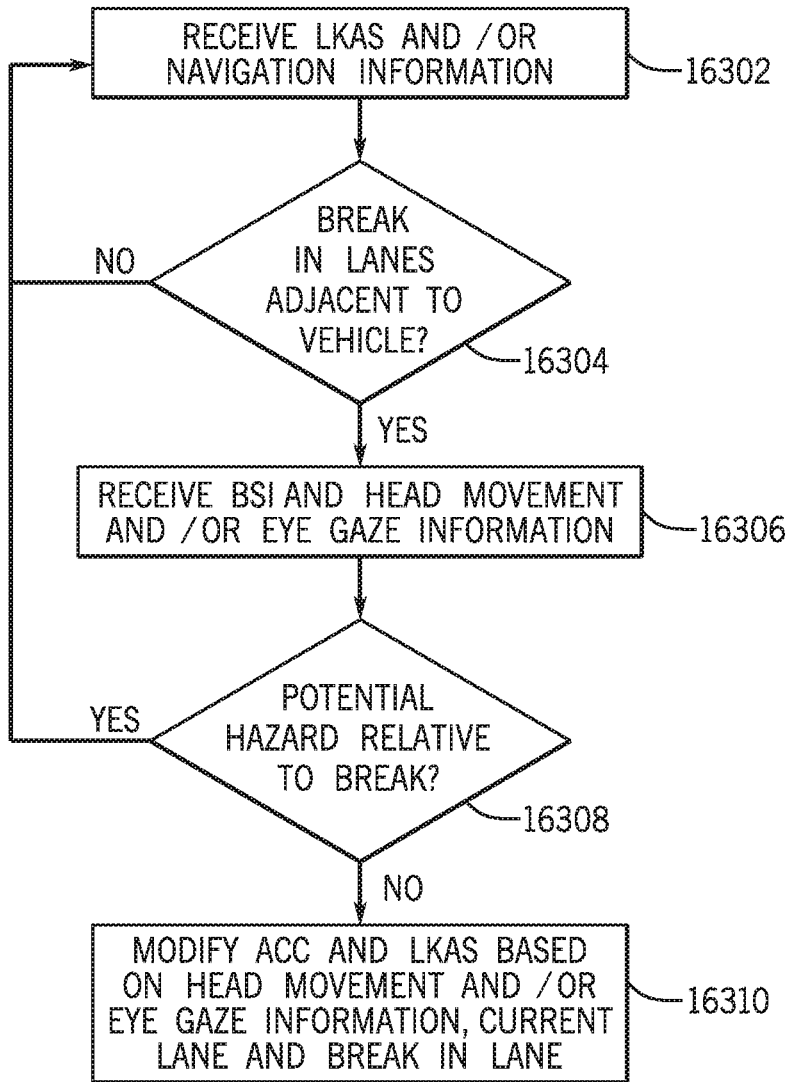 RECEIVE LKAS AND /OR
NAVIGATION INFORMATION
16302
BREAK
IN LANES
ADJACENT TO
VEHICLE?
NO
16304
YES
RECEIVE BSI AND HEAD MOVEMENT
AND /OR EYE GAZE INFORMATION
16306
POTENTIAL
HAZARD RELATIVE
TO BREAK?
YES
16308
NO
MODIFY ACC AND LKAS BASED
ON HEAD MOVEMENT AND /OR
EYE GAZE INFORMATION, CURRENT
LANE AND BREAK IN LANE
16310